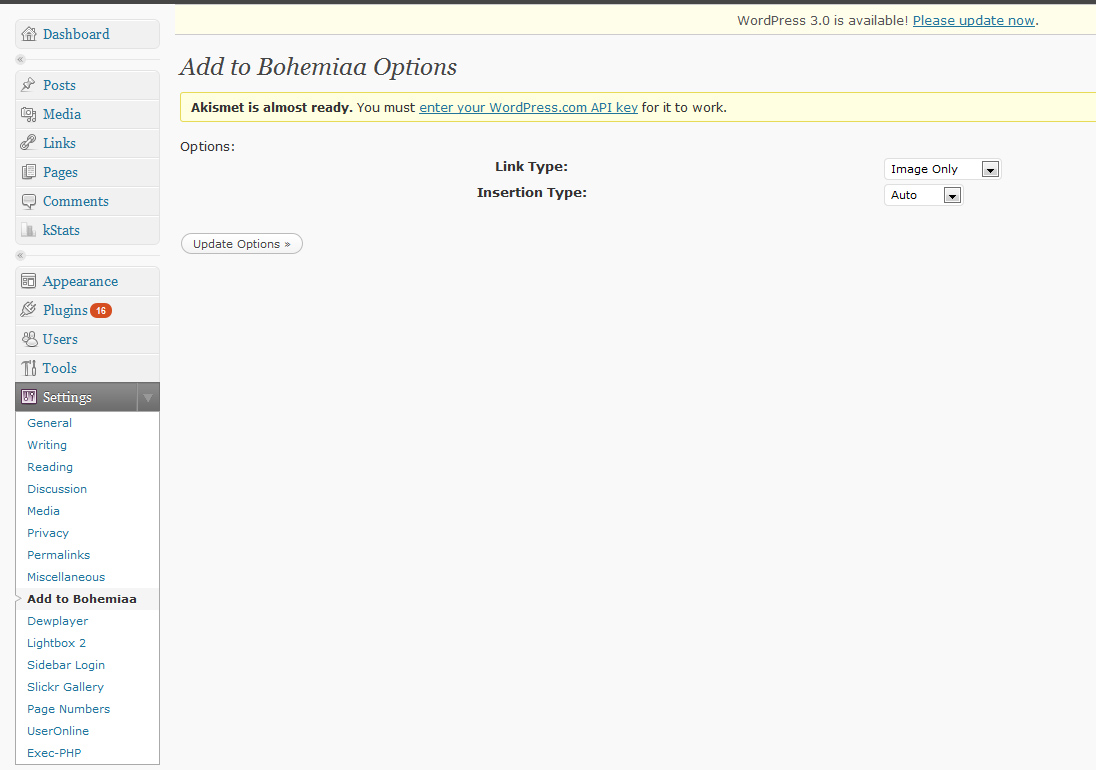 WordPress 3.0 is available! Please update now.
Dashboard
Posts
Media
Links
Pages
Comments
kStats
Appearance
Plugins 16
Users
Tools
Settings
General
Writing
Reading
Discussion
Media
Privacy
Permalinks
Miscellaneous
Add to Bohemiaa
Dewplayer
Lightbox 2
Sidebar Login
Slickr Gallery
Page Numbers
UserOnline
Exec-PHP
Add to Bohemiaa Options
Akismet is almost ready. You must enter your WordPress.com API key for it to work.
Options:
Link Type: Image Only
Insertion Type: Auto
Update Options »